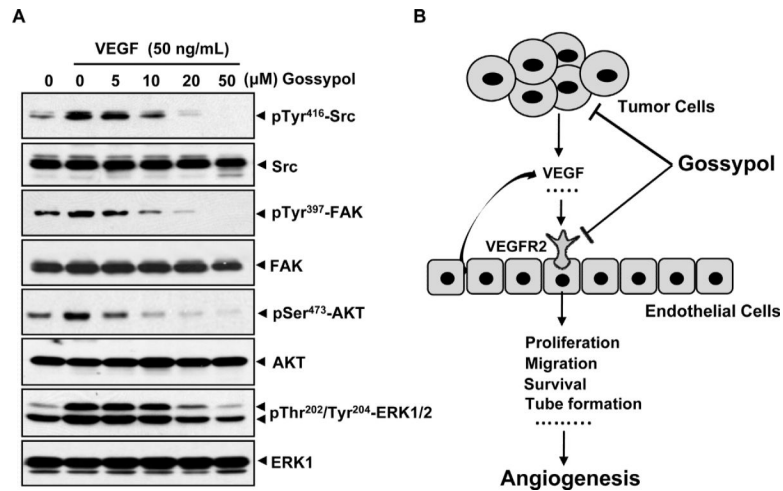 A
VEGF (50 ng/mL)
0 0 5 10 20 50 (μM) Gossypol
pTyr⁴¹⁶-Src
Src
pTyr³⁹⁷-FAK
FAK
pSer⁴⁷³-AKT
AKT
pThr²⁰²/Tyr²⁰⁴-ERK1/2
ERK1
B
Tumor Cells
Gossypol
VEGF
VEGFR2
Endothelial Cells
Proliferation
Migration
Survival
Tube formation
Angiogenesis